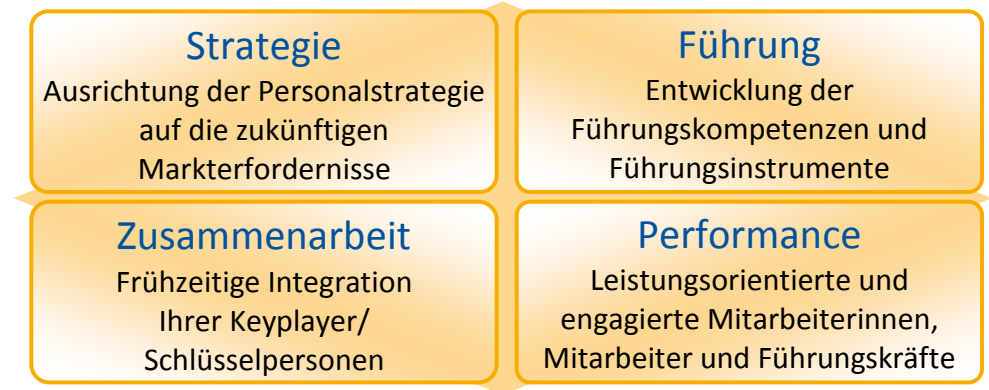 Strategie
Ausrichtung der Personalstrategie
auf die zukünftigen
Markterfordernisse
Führung
Entwicklung der
Führungskompetenzen und
Führungsinstrumente
Zusammenarbeit
Frühzeitige Integration
Ihrer Keyplayer/
Schlüsselpersonen
Performance
Leistungsorientierte und
engagierte Mitarbeiterinnen,
Mitarbeiter und Führungskräfte